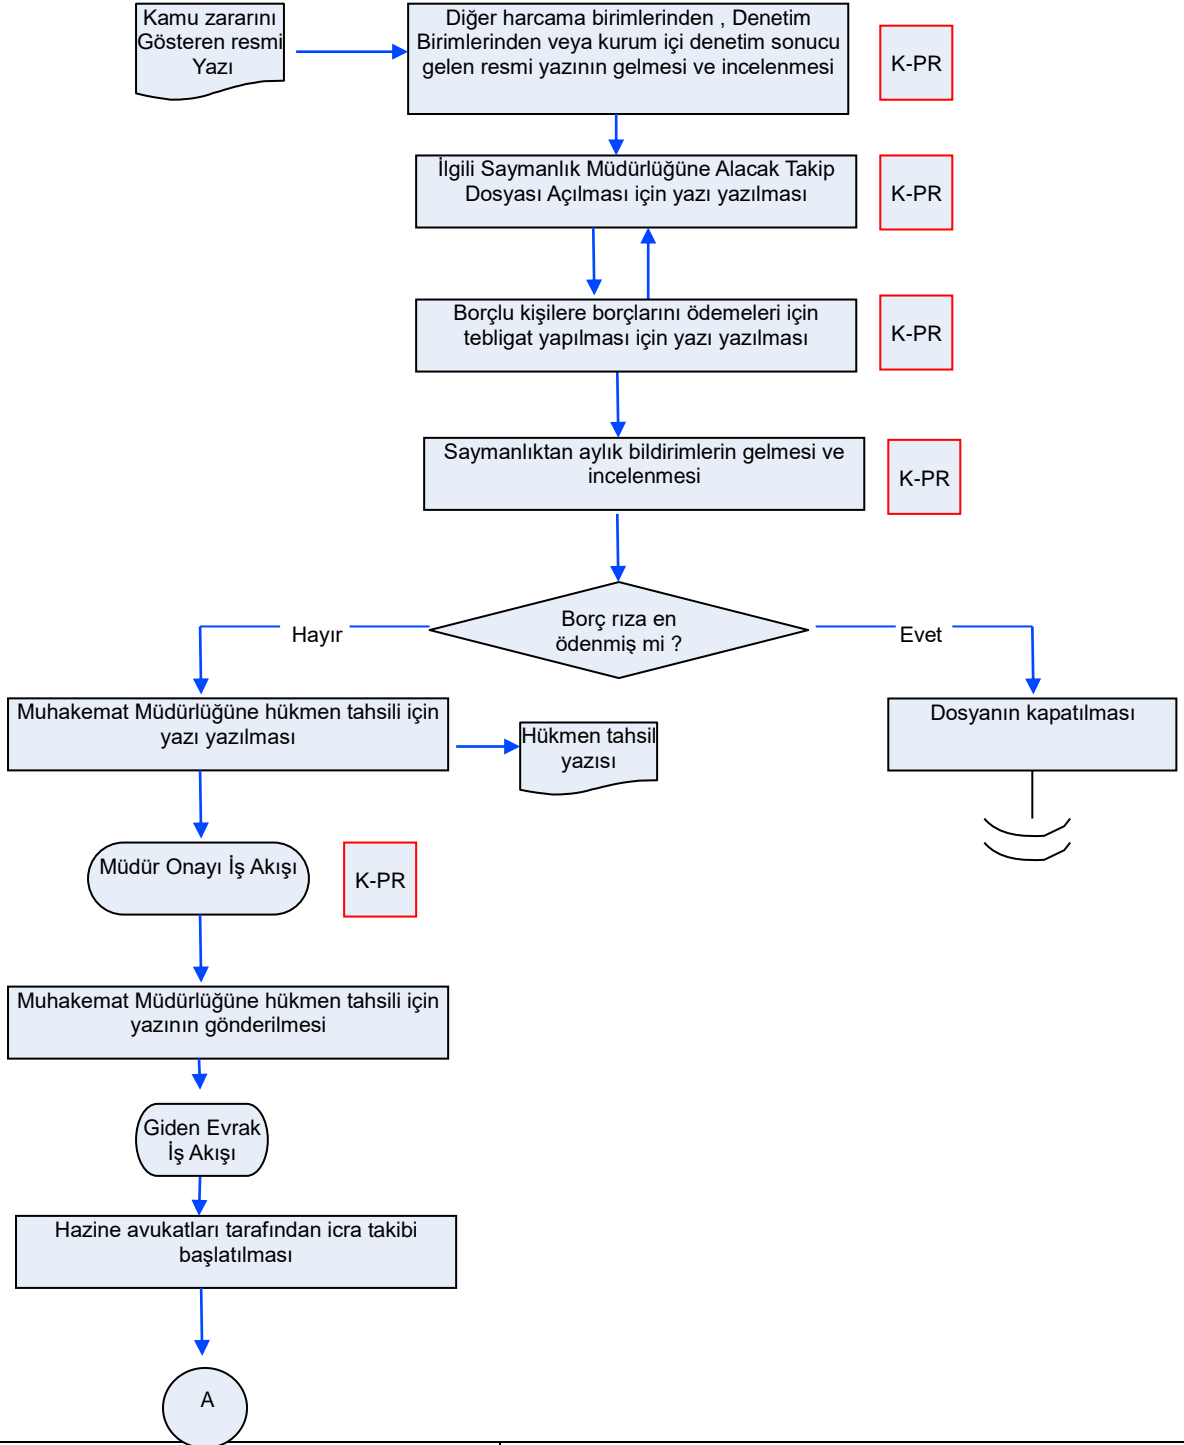 Kamu zararını
Gösteren resmi
Yazı
Diğer harcama birimlerinden , Denetim
Birimlerinden veya kurum içi denetim sonucu
gelen resmi yazının gelmesi ve incelenmesi
K-PR
İlgili Saymanlık Müdürlüğüne Alacak Takip
Dosyası Açılması için yazı yazılması
K-PR
Borçlu kişilere borçlarını ödemeleri için
tebligat yapılması için yazı yazılması
K-PR
Saymanlıktan aylık bildirimlerin gelmesi ve
incelenmesi
K-PR
Borç rıza en
ödenmiş mi ?
Hayır
Evet
Muhakemat Müdürlüğüne hükmen tahsili için
yazı yazılması
Hükmen tahsil
yazısı
Dosyanın kapatılması
Müdür Onayı İş Akışı
K-PR
Muhakemat Müdürlüğüne hükmen tahsili için
yazının gönderilmesi
Giden Evrak
İş Akışı
Hazine avukatları tarafından icra takibi
başlatılması
A